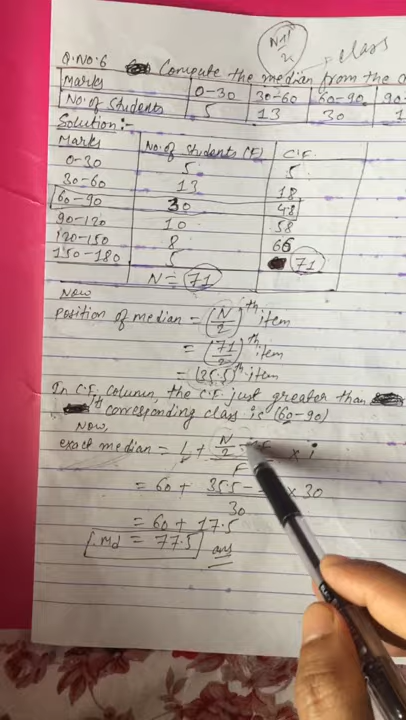 N+1/2 class
Q.No.6 Compute the median from the
Marks 0-30 30-60 60-90 90-
No. of students 5 13 30 1
Solution:-
Marks No. of students (F) C.F.
0-30 5 5
30-60 13 18
60-90 30 48
90-120 10 58
120-150 8 66
150-180 5 71
N = 71
Now
position of median = (N/2)th item
= (71/2)th item
= (35.5)th item
In C.F. column, the C.F. just greater than
corresponding class is (60-90)
Now,
exact median = L + N/2 - F × i
= 60 + 35.5 - × 30
30
= 60 + 17.5
Md = 77.5 ans